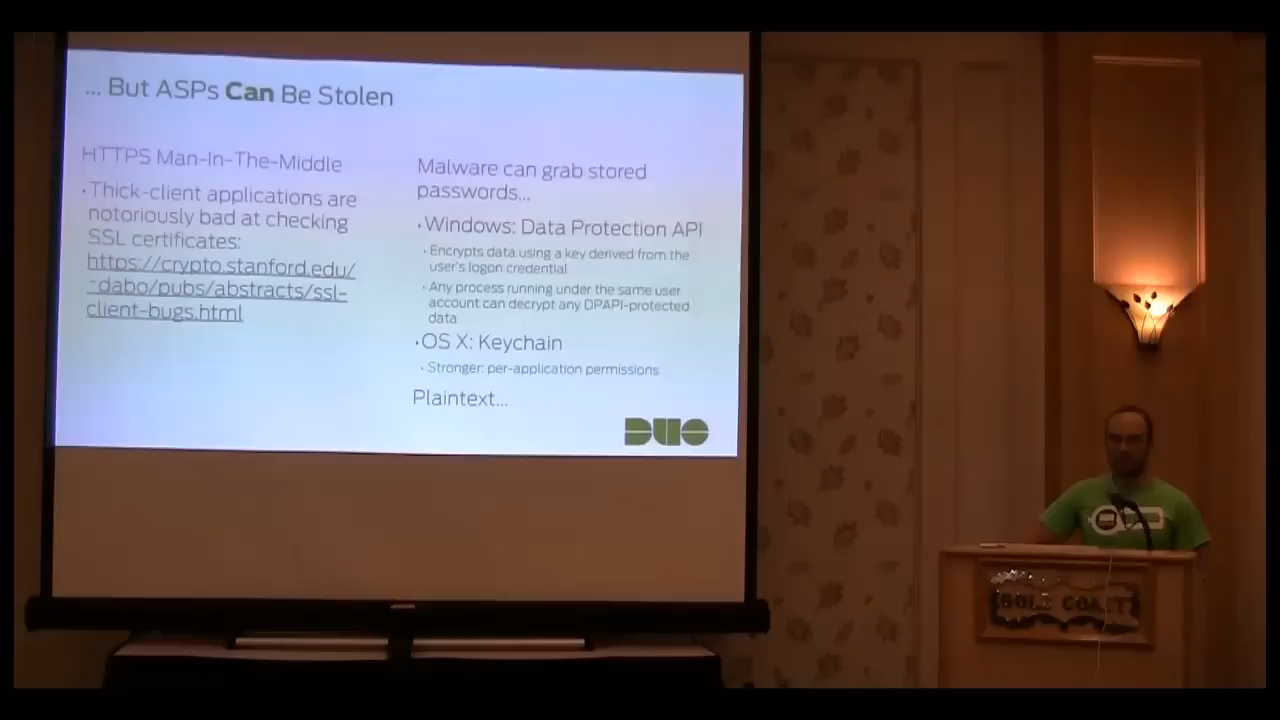 ... But ASPs Can Be Stolen
HTTPS Man-In-The-Middle
• Thick-client applications are
notoriously bad at checking
SSL certificates:
https://crypto.stanford.edu/
~dabo/pubs/abstracts/ssl-
client-bugs.html
Malware can grab stored
passwords...
• Windows: Data Protection API
• Encrypts data using a key derived from the
user's logon credential
• Any process running under the same user
account can decrypt any DPAPI-protected
data
• OS X: Keychain
• Stronger: per-application permissions
Plaintext...
DUO
GOLD COAST